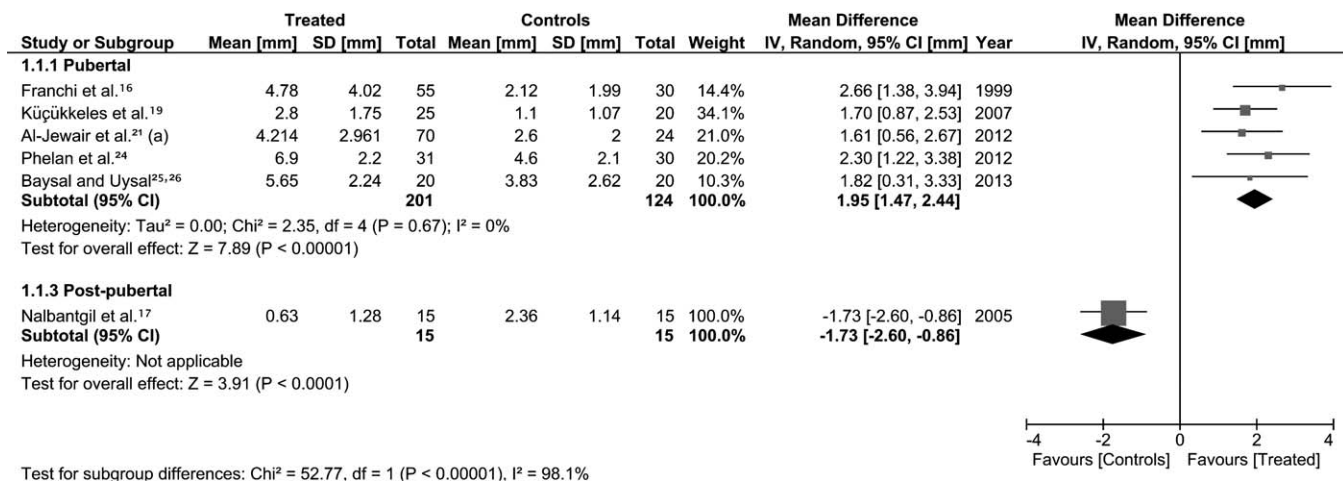 Treated Controls Mean Difference Mean Difference
Study or Subgroup Mean [mm] SD [mm] Total Mean [mm] SD [mm] Total Weight IV, Random, 95% CI [mm] Year IV, Random, 95% CI [mm]
1.1.1 Pubertal
Franchi et al.¹⁶ 4.78 4.02 55 2.12 1.99 30 14.4% 2.66 [1.38, 3.94] 1999
Küçükkeles et al.¹⁹ 2.8 1.75 25 1.1 1.07 20 34.1% 1.70 [0.87, 2.53] 2007
Al-Jewair et al.²¹ (a) 4.214 2.961 70 2.6 2 24 21.0% 1.61 [0.56, 2.67] 2012
Phelan et al.²⁴ 6.9 2.2 31 4.6 2.1 30 20.2% 2.30 [1.22, 3.38] 2012
Baysal and Uysal²⁵,²⁶ 5.65 2.24 20 3.83 2.62 20 10.3% 1.82 [0.31, 3.33] 2013
Subtotal (95% CI) 201 124 100.0% 1.95 [1.47, 2.44]
Heterogeneity: Tau² = 0.00; Chi² = 2.35, df = 4 (P = 0.67); I² = 0%
Test for overall effect: Z = 7.89 (P < 0.00001)
1.1.3 Post-pubertal
Nalbantgil et al.¹⁷ 0.63 1.28 15 2.36 1.14 15 100.0% -1.73 [-2.60, -0.86] 2005
Subtotal (95% CI) 15 15 100.0% -1.73 [-2.60, -0.86]
Heterogeneity: Not applicable
Test for overall effect: Z = 3.91 (P < 0.0001)
-4 -2 0 2 4
Favours [Controls] Favours [Treated]
Test for subgroup differences: Chi² = 52.77, df = 1 (P < 0.00001), I² = 98.1%